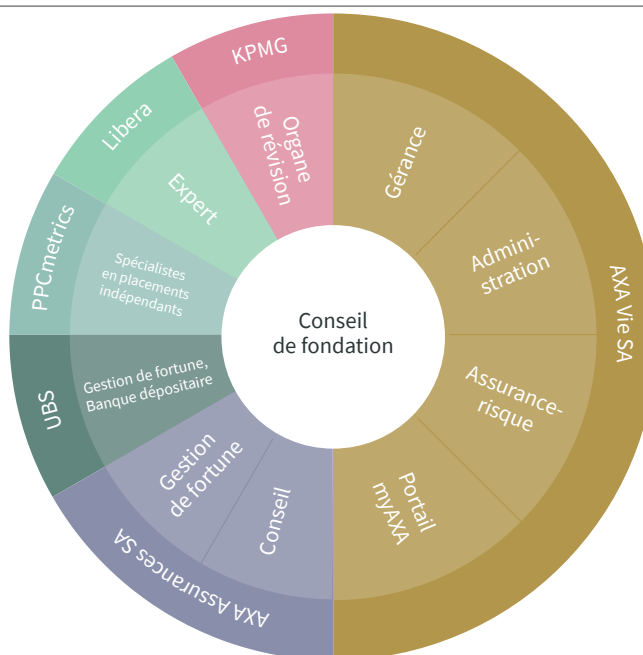 KPMG
Organe
de révision
Libera
Expert
PPCmetrics
Spécialistes
en placements
indépendants
UBS
Gestion de fortune,
Banque dépositaire
AXA Assurances SA
Gestion
de fortune
Conseil
AXA Vie SA
Gérance
Admini-
stration
Assurance-
risque
Portail
myAXA
Conseil
de fondation